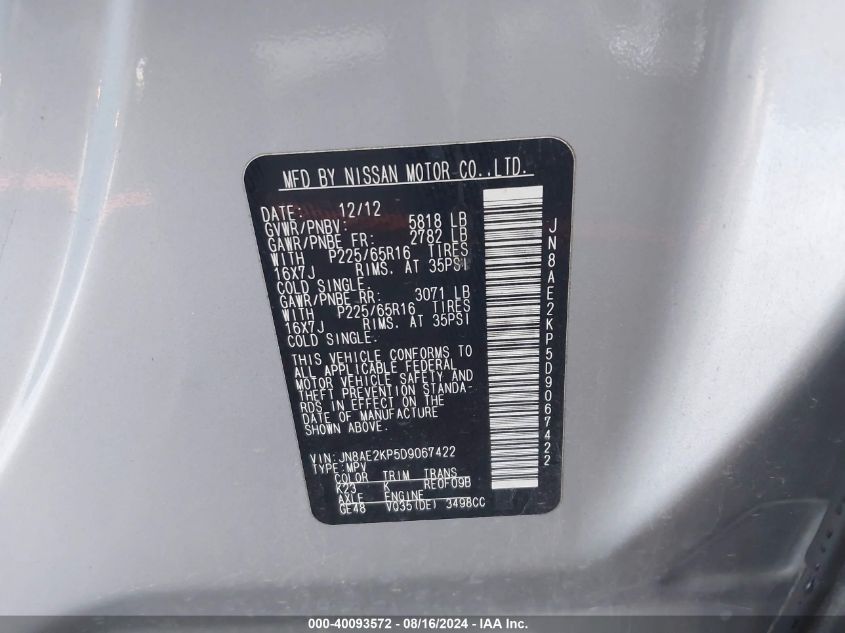 MFD BY NISSAN MOTOR CO.,LTD.
DATE: 12/12
GVWR/PNBV: 5818 LB
GAWR/PNBE FR: 2782 LB
WITH P225/65R16 TIRES
16X7J RIMS. AT 35PSI
COLD SINGLE.
GAWR/PNBE RR: 3071 LB
WITH P225/65R16 TIRES
16X7J RIMS. AT 35PSI
COLD SINGLE.
THIS VEHICLE CONFORMS TO
ALL APPLICABLE FEDERAL
MOTOR VEHICLE SAFETY AND
THEFT PREVENTION STANDA-
RDS IN EFFECT ON THE
DATE OF MANUFACTURE
SHOWN ABOVE.
VIN: JN8AE2KP5D9067422
TYPE:MPV
COLOR TRIM TRANS
K23 K RE0F09B
AXLE ENGINE
GE48 VQ35(DE) 3498CC
JN8AE2KP5D9067422
000-40093572 - 08/16/2024 - IAA Inc.